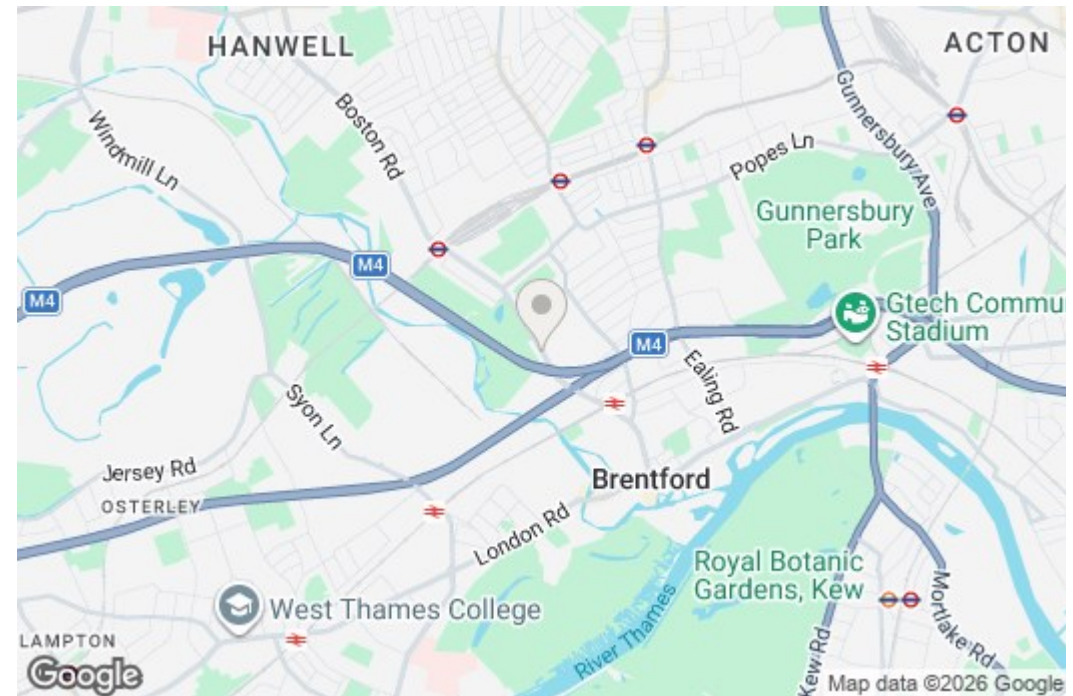 HANWELL
ACTON
Boston Rd
Gunnersbury Ave
Windmill Ln
Popes Ln
Gunnersbury
Park
M4
M4
Gtech Commu
Stadium
M4
Ealing Rd
Syon Ln
Jersey Rd
OSTERLEY
Brentford
London Rd
Royal Botanic
Gardens, Kew
West Thames College
River Thames
Kew Rd
Mortlake Rd
LAMPTON
Google
Map data ©2026 Google